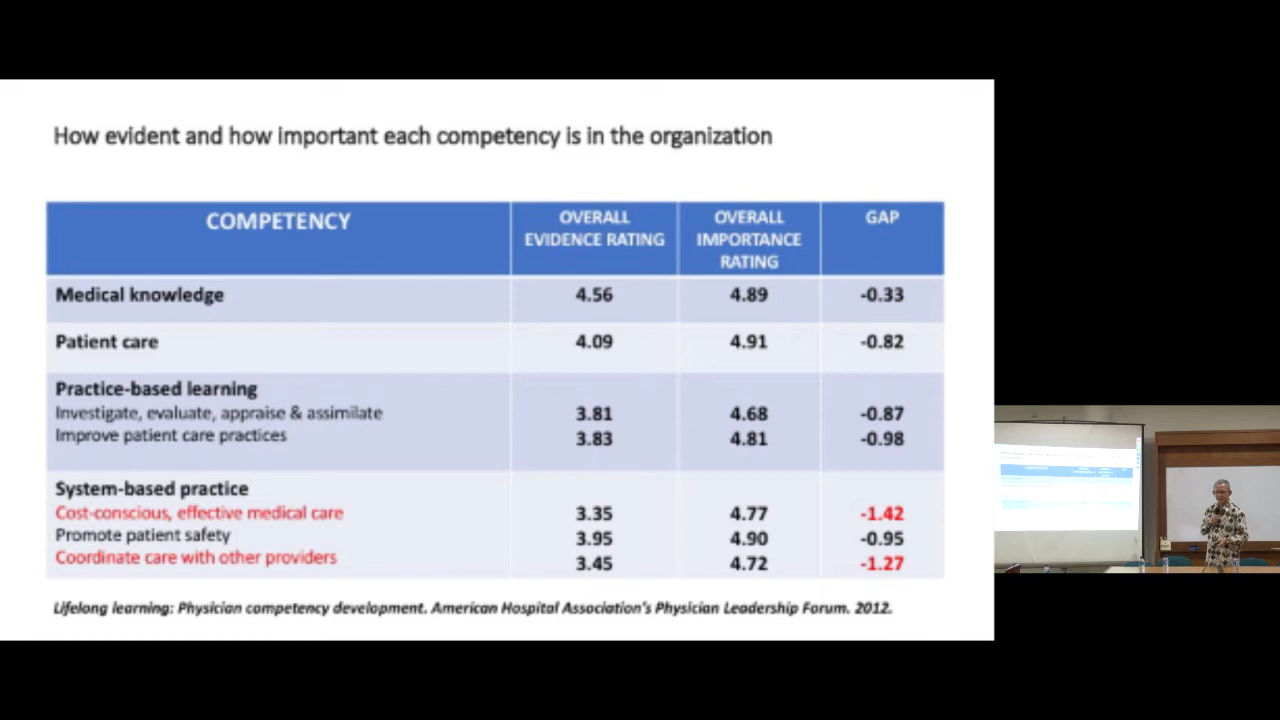 How evident and how important each competency is in the organization
COMPETENCY
OVERALL
EVIDENCE RATING
OVERALL
IMPORTANCE
RATING
GAP
Medical knowledge 4.56 4.89 -0.33
Patient care 4.09 4.91 -0.82
Practice-based learning
Investigate, evaluate, appraise & assimilate 3.81 4.68 -0.87
Improve patient care practices 3.83 4.81 -0.98
System-based practice
Cost-conscious, effective medical care 3.35 4.77 -1.42
Promote patient safety 3.95 4.90 -0.95
Coordinate care with other providers 3.45 4.72 -1.27
Lifelong learning: Physician competency development. American Hospital Association's Physician Leadership Forum. 2012.